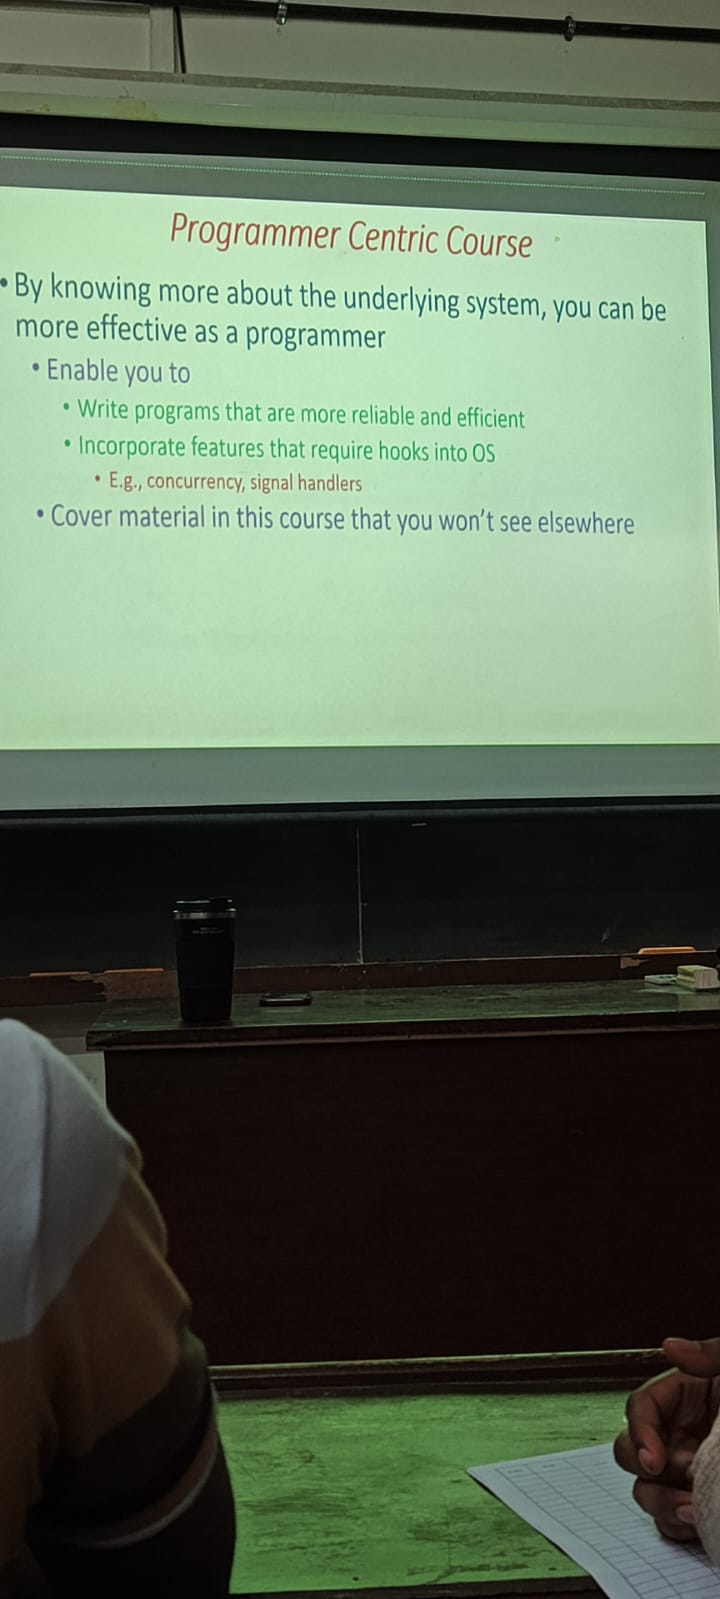 Programmer Centric Course
• By knowing more about the underlying system, you can be
more effective as a programmer
• Enable you to
• Write programs that are more reliable and efficient
• Incorporate features that require hooks into OS
• E.g., concurrency, signal handlers
• Cover material in this course that you won't see elsewhere